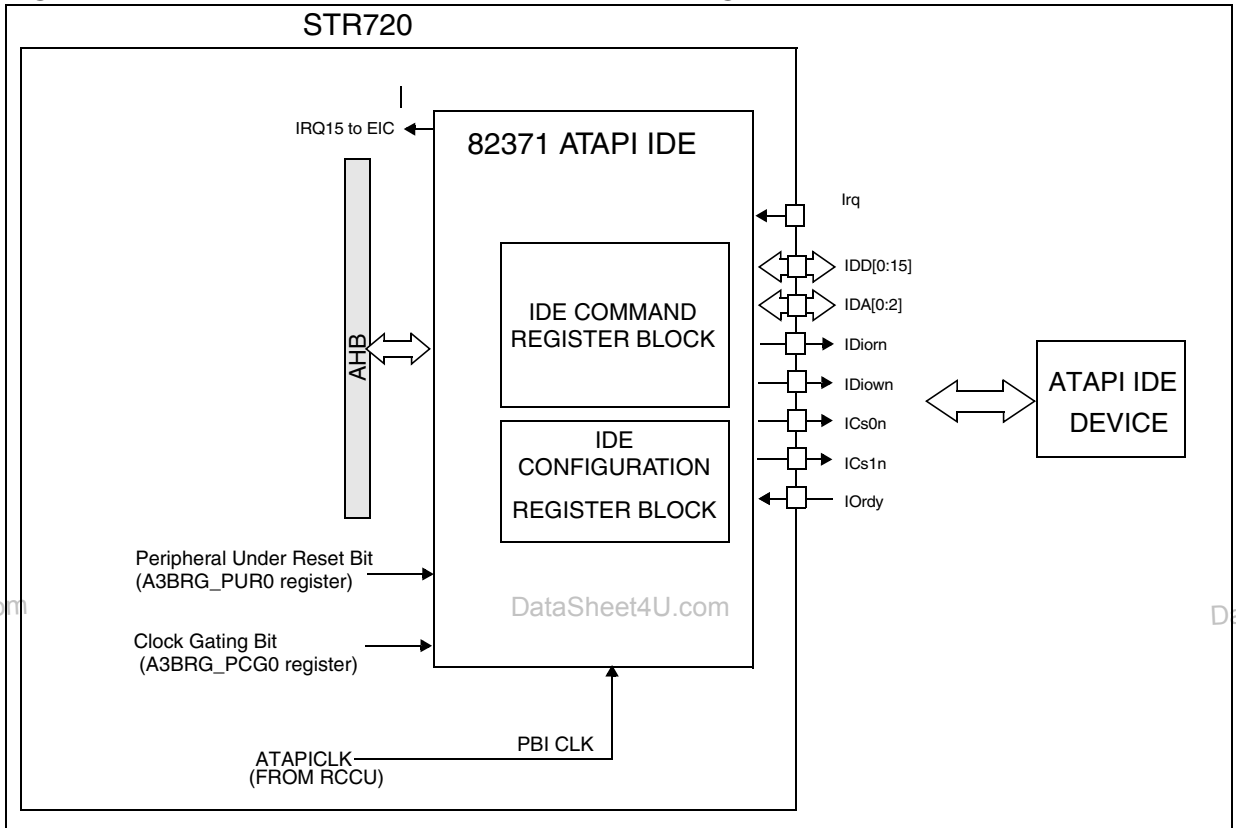 STR720
IRQ15 to EIC
82371 ATAPI IDE
Irq
IDD[0:15]
IDE COMMAND
REGISTER BLOCK
IDA[0:2]
IDiorn
AHB
IDiown
ATAPI IDE
DEVICE
ICs0n
IDE
CONFIGURATION
REGISTER BLOCK
ICs1n
IOrdy
Peripheral Under Reset Bit
(A3BRG_PUR0 register)
DataSheet4U.com
Clock Gating Bit
(A3BRG_PCG0 register)
PBI CLK
ATAPICLK
(FROM RCCU)